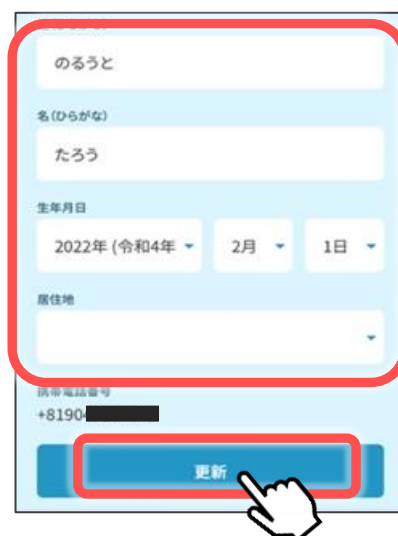 のるうと
名(ひらがな)
たろう
生年月日
2022年 (令和4年
2月
1日
居住地
携帯電話番号
+8190
更新